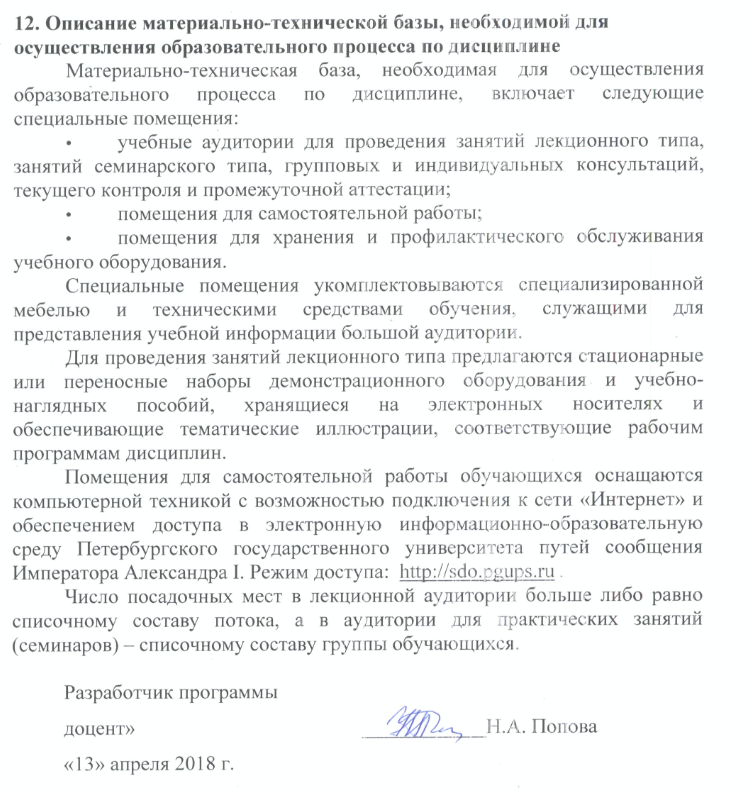 12. Описание материально-технической базы, необходимой для
осуществления образовательного процесса по дисциплине
Материально-техническая база, необходимая для осуществления
образовательного процесса по дисциплине, включает следующие
специальные помещения:
• учебные аудитории для проведения занятий лекционного типа,
занятий семинарского типа, групповых и индивидуальных консультаций,
текущего контроля и промежуточной аттестации;
• помещения для самостоятельной работы;
• помещения для хранения и профилактического обслуживания
учебного оборудования.
Специальные помещения укомплектовываются специализированной
мебелью и техническими средствами обучения, служащими для
представления учебной информации большой аудитории.
Для проведения занятий лекционного типа предлагаются стационарные
или переносные наборы демонстрационного оборудования и учебно-
наглядных пособий, хранящиеся на электронных носителях и
обеспечивающие тематические иллюстрации, соответствующие рабочим
программам дисциплин.
Помещения для самостоятельной работы обучающихся оснащаются
компьютерной техникой с возможностью подключения к сети «Интернет» и
обеспечением доступа в электронную информационно-образовательную
среду Петербургского государственного университета путей сообщения
Императора Александра I. Режим доступа: http://sdo.pgups.ru .
Число посадочных мест в лекционной аудитории больше либо равно
списочному составу потока, а в аудитории для практических занятий
(семинаров) – списочному составу группы обучающихся.
Разработчик программы
доцент» Н.А. Попова
«13» апреля 2018 г.